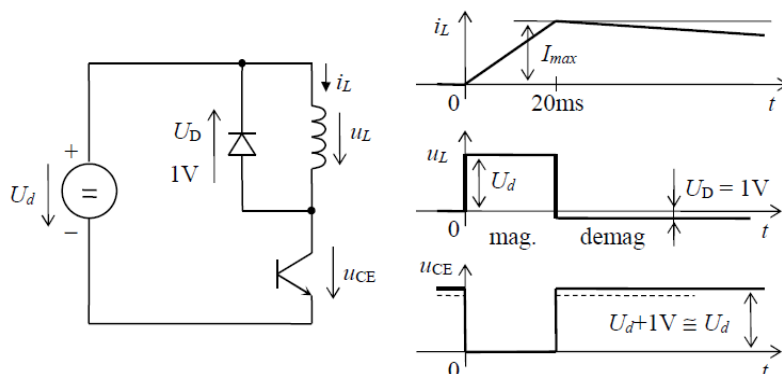 i_L
U_D
1V
u_L
+
U_d
=
−
u_CE
i_L
I_max
0
20ms
t
u_L
U_d
U_D = 1V
0
mag.
demag
t
u_CE
U_d+1V ≅ U_d
0
t